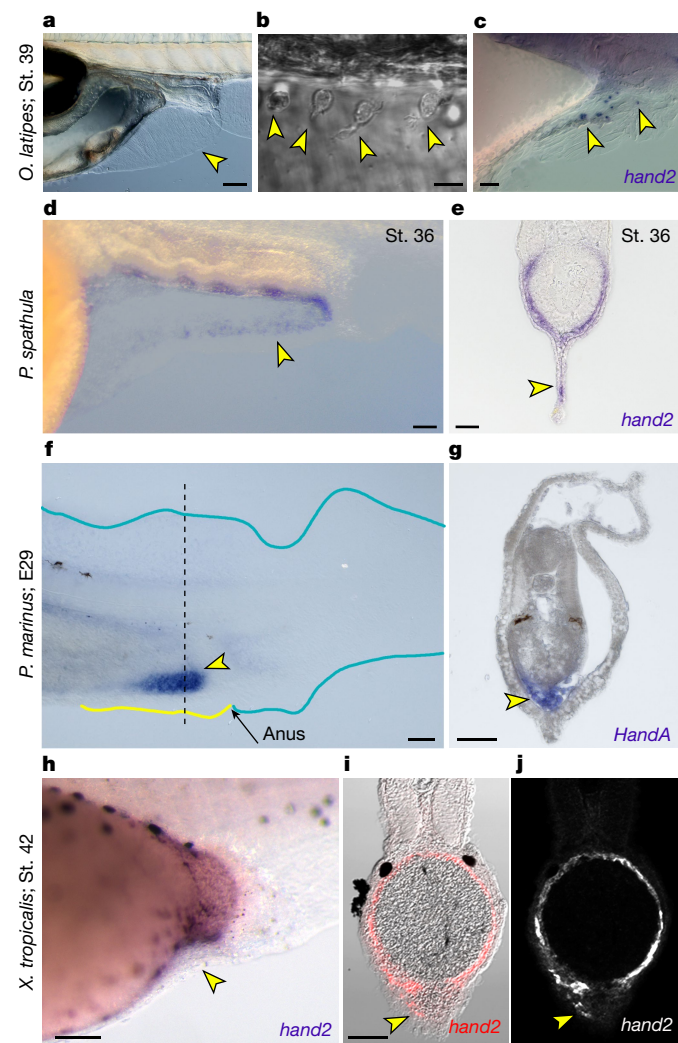 a
b
c
O. latipes; St. 39
hand2
d
e
P. spathula
St. 36
St. 36
hand2
f
g
P. marinus; E29
Anus
HandA
h
i
j
X. tropicalis; St. 42
hand2
hand2
hand2